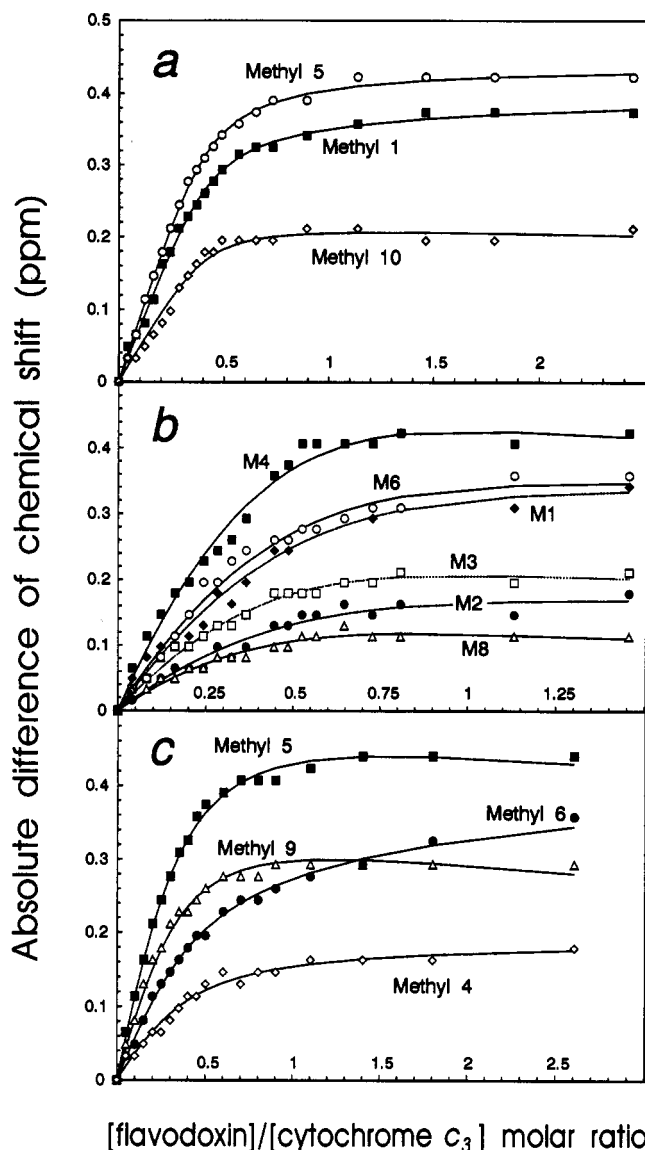 Absolute difference of chemical shift (ppm)
0.5
a
Methyl 5
0.4
Methyl 1
0.3
0.2
Methyl 10
0.1
0
0.5 1 1.5 2
b
0.4
M4
M6
0.3
M1
M3
0.2
M2
0.1
M8
0
0.25 0.5 0.75 1 1.25
c
Methyl 5
0.4
Methyl 6
Methyl 9
0.3
0.2
Methyl 4
0.1
0
0.5 1 1.5 2 2.5
[flavodoxin]/[cytochrome c₃] molar ratio